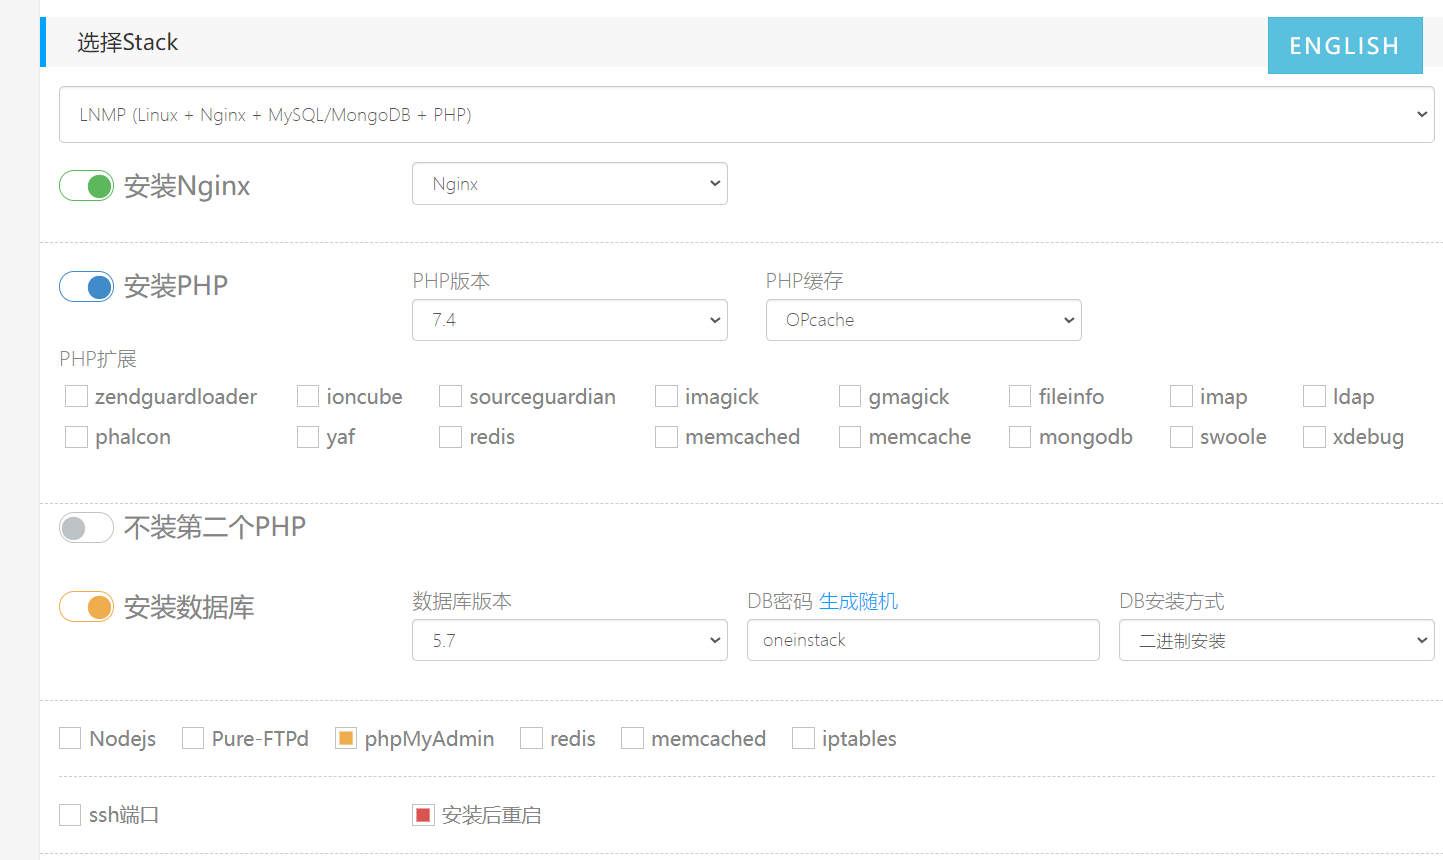 选择Stack
ENGLISH
LNMP (Linux + Nginx + MySQL/MongoDB + PHP)
安装Nginx
Nginx
安装PHP
PHP版本
PHP缓存
7.4
OPcache
PHP扩展
zendguardloader ioncube sourceguardian imagick gmagick fileinfo imap ldap
phalcon yaf redis memcached memcache mongodb swoole xdebug
不装第二个PHP
安装数据库
数据库版本
DB密码 生成随机
DB安装方式
5.7
oneinstack
二进制安装
Nodejs Pure-FTPd phpMyAdmin redis memcached iptables
ssh端口
安装后重启